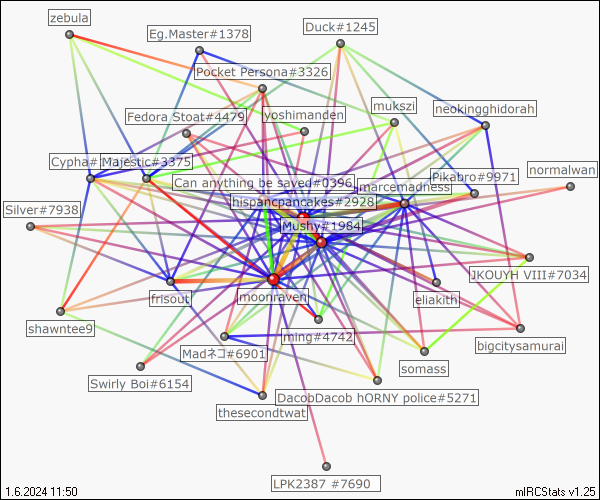 zebula
Duck#1245
Eg.Master#1378
Pocket Persona#3326
mukszi
neokingghidorah
Fedora Stoat#4479
yoshimanden
Cypha#
Majestic#3375
normalwan
Pikabro#9971
Can anything be saved#0396
marcemadness
hispancpancakes#2928
Silver#7938
Mushy#1984
JKOUYH VIII#7034
frisout
moonraven
eliakith
shawntee9
ming#4742
bigcitysamurai
Madネコ#6901
somass
Swirly Boi#6154
DacobDacob hORNY police#5271
thesecondtwat
LPK2387 #7690
1.6.2024 11:50
mIRCStats v1.25